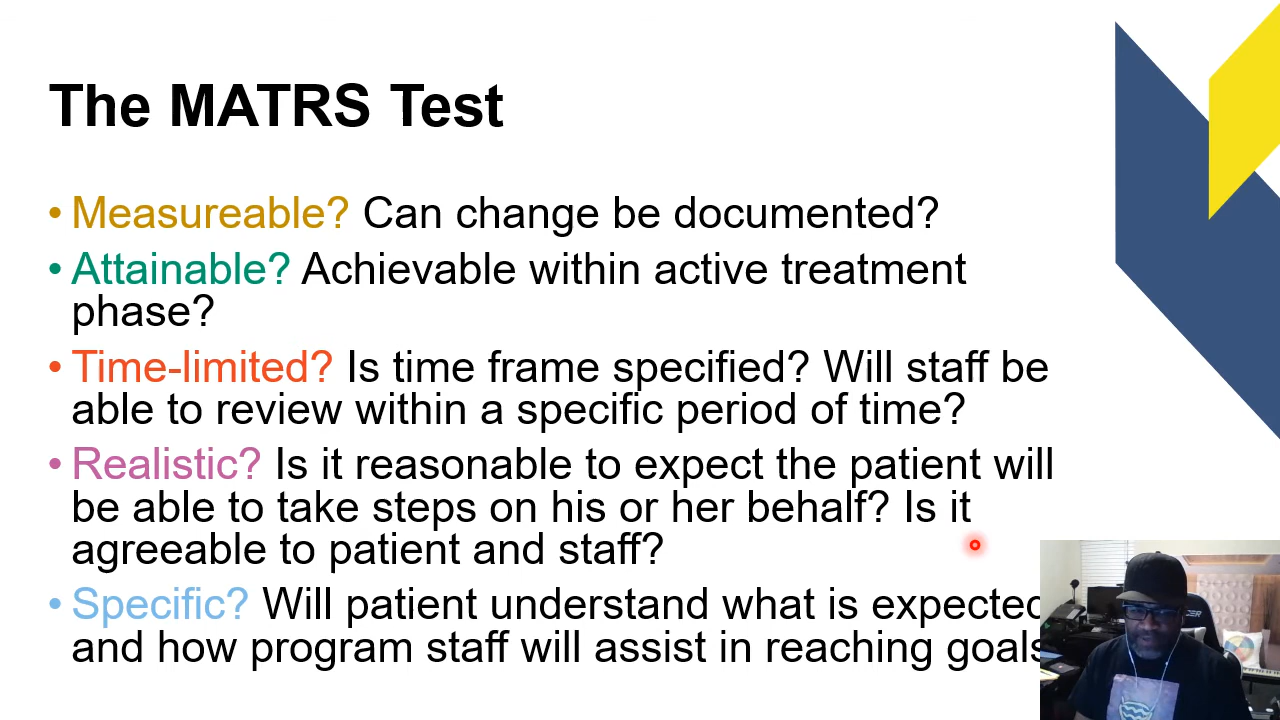 The MATRS Test
• Measureable? Can change be documented?
• Attainable? Achievable within active treatment
phase?
• Time-limited? Is time frame specified? Will staff be
able to review within a specific period of time?
• Realistic? Is it reasonable to expect the patient will
be able to take steps on his or her behalf? Is it
agreeable to patient and staff?
• Specific? Will patient understand what is expected
and how program staff will assist in reaching goals